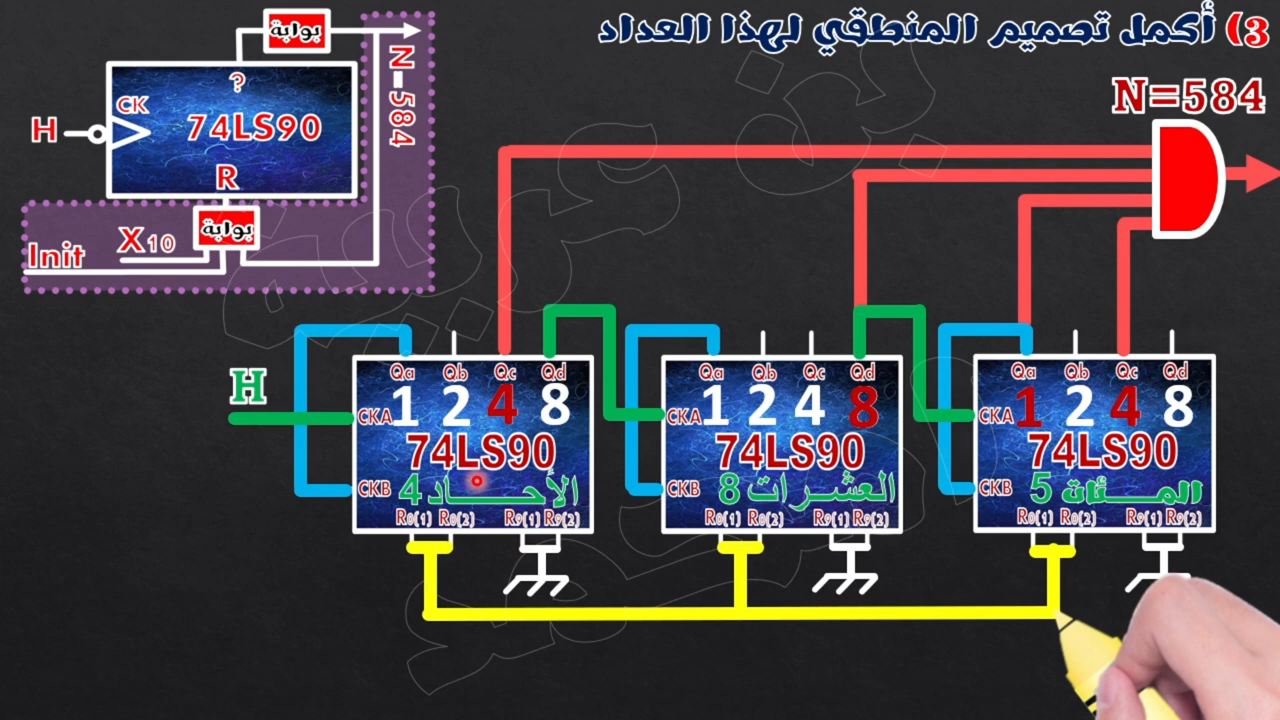 3) أكمل تصميم المنطقي لهذا العداد
بوابة
?
CK
H
74LS90
R
N=584
بوابة
X10
Init
N=584
H
Qa Qb Qc Qd
CKA 1 2 4 8
74LS90
CKB الأحـــاد 4
R0(1) R0(2) R9(1) R9(2)
Qa Qb Qc Qd
CKA 1 2 4 8
74LS90
CKB العشـرات 8
R0(1) R0(2) R9(1) R9(2)
Qa Qb Qc Qd
CKA 1 2 4 8
74LS90
CKB المـــئات 5
R0(1) R0(2) R9(1) R9(2)